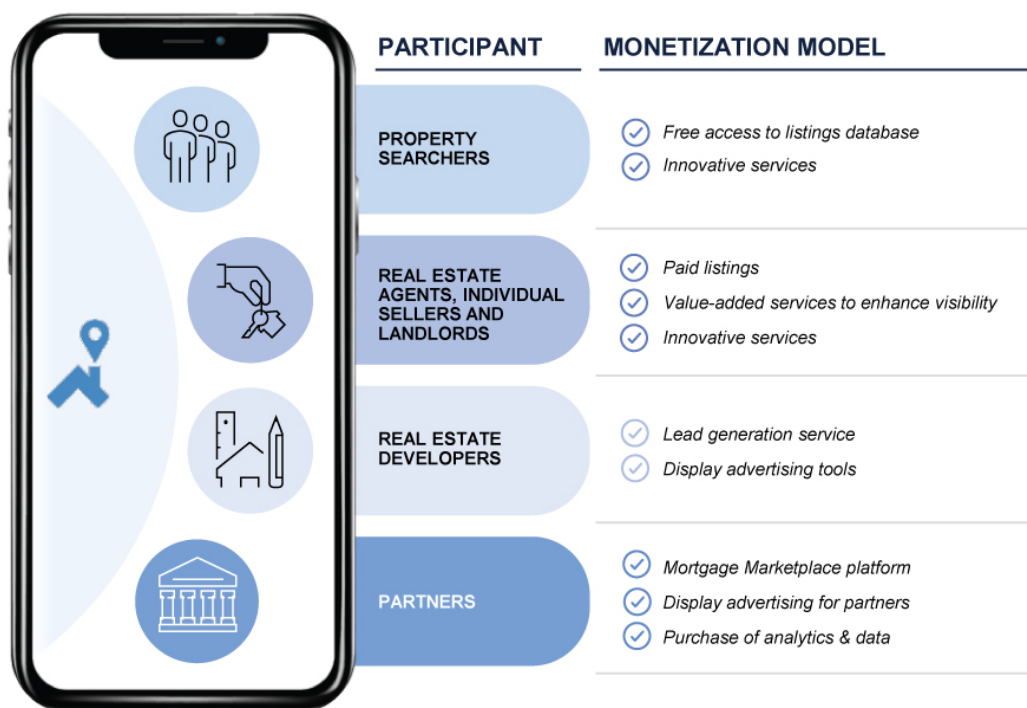 PARTICIPANT
MONETIZATION MODEL
PROPERTY
SEARCHERS
Free access to listings database
Innovative services
REAL ESTATE
AGENTS, INDIVIDUAL
SELLERS AND
LANDLORDS
Paid listings
Value-added services to enhance visibility
Innovative services
REAL ESTATE
DEVELOPERS
Lead generation service
Display advertising tools
PARTNERS
Mortgage Marketplace platform
Display advertising for partners
Purchase of analytics & data